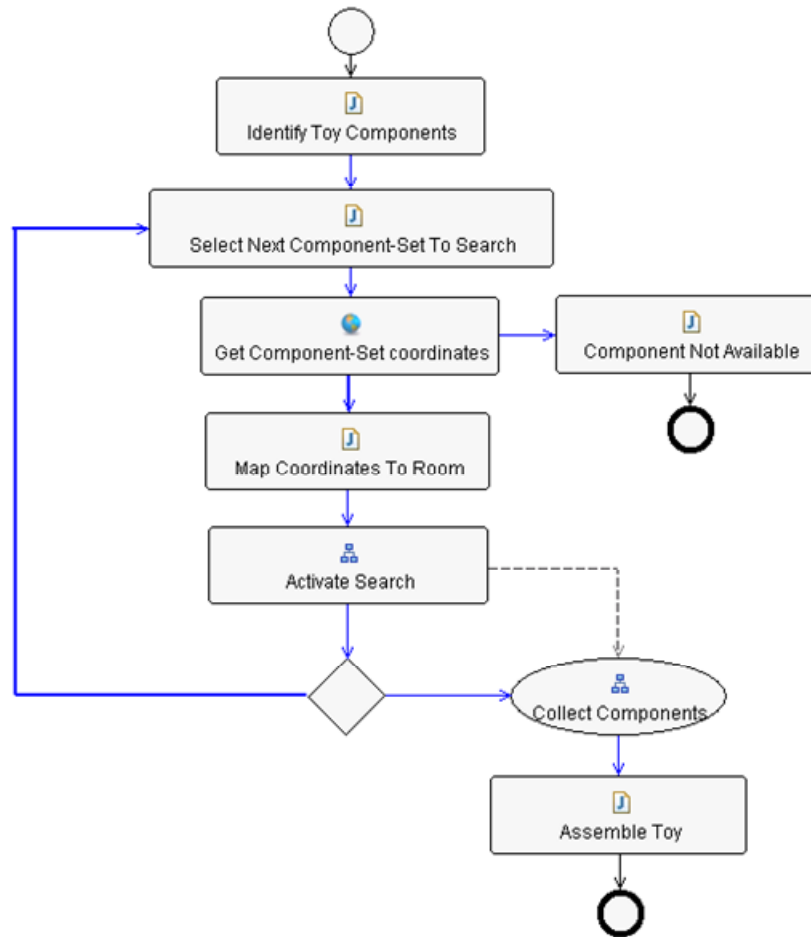 Identify Toy Components
Select Next Component-Set To Search
Get Component-Set coordinates
Component Not Available
Map Coordinates To Room
Activate Search
Collect Components
Assemble Toy